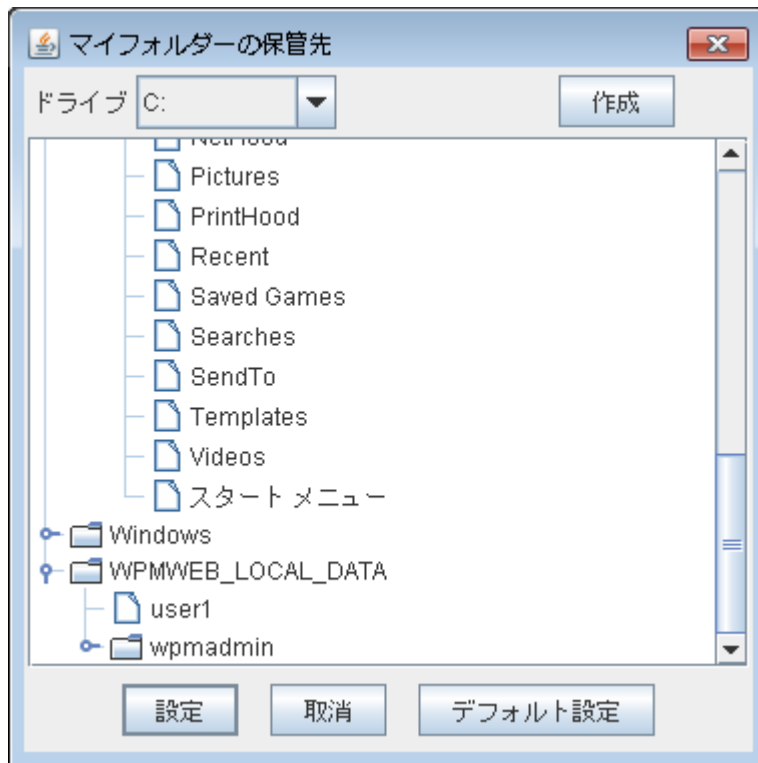 マイフォルダーの保管先
ドライブ C: 作成
NetHood
Pictures
PrintHood
Recent
Saved Games
Searches
SendTo
Templates
Videos
スタート メニュー
Windows
WPMWEB_LOCAL_DATA
user1
wpmadmin
設定 取消 デフォルト設定